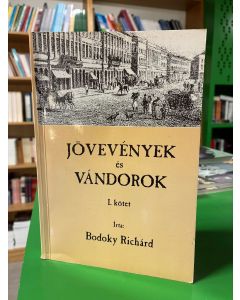 JÖVEVÉNYEK
és
VÁNDOROK
I. kötet
Írta:
Bodoky Richárd